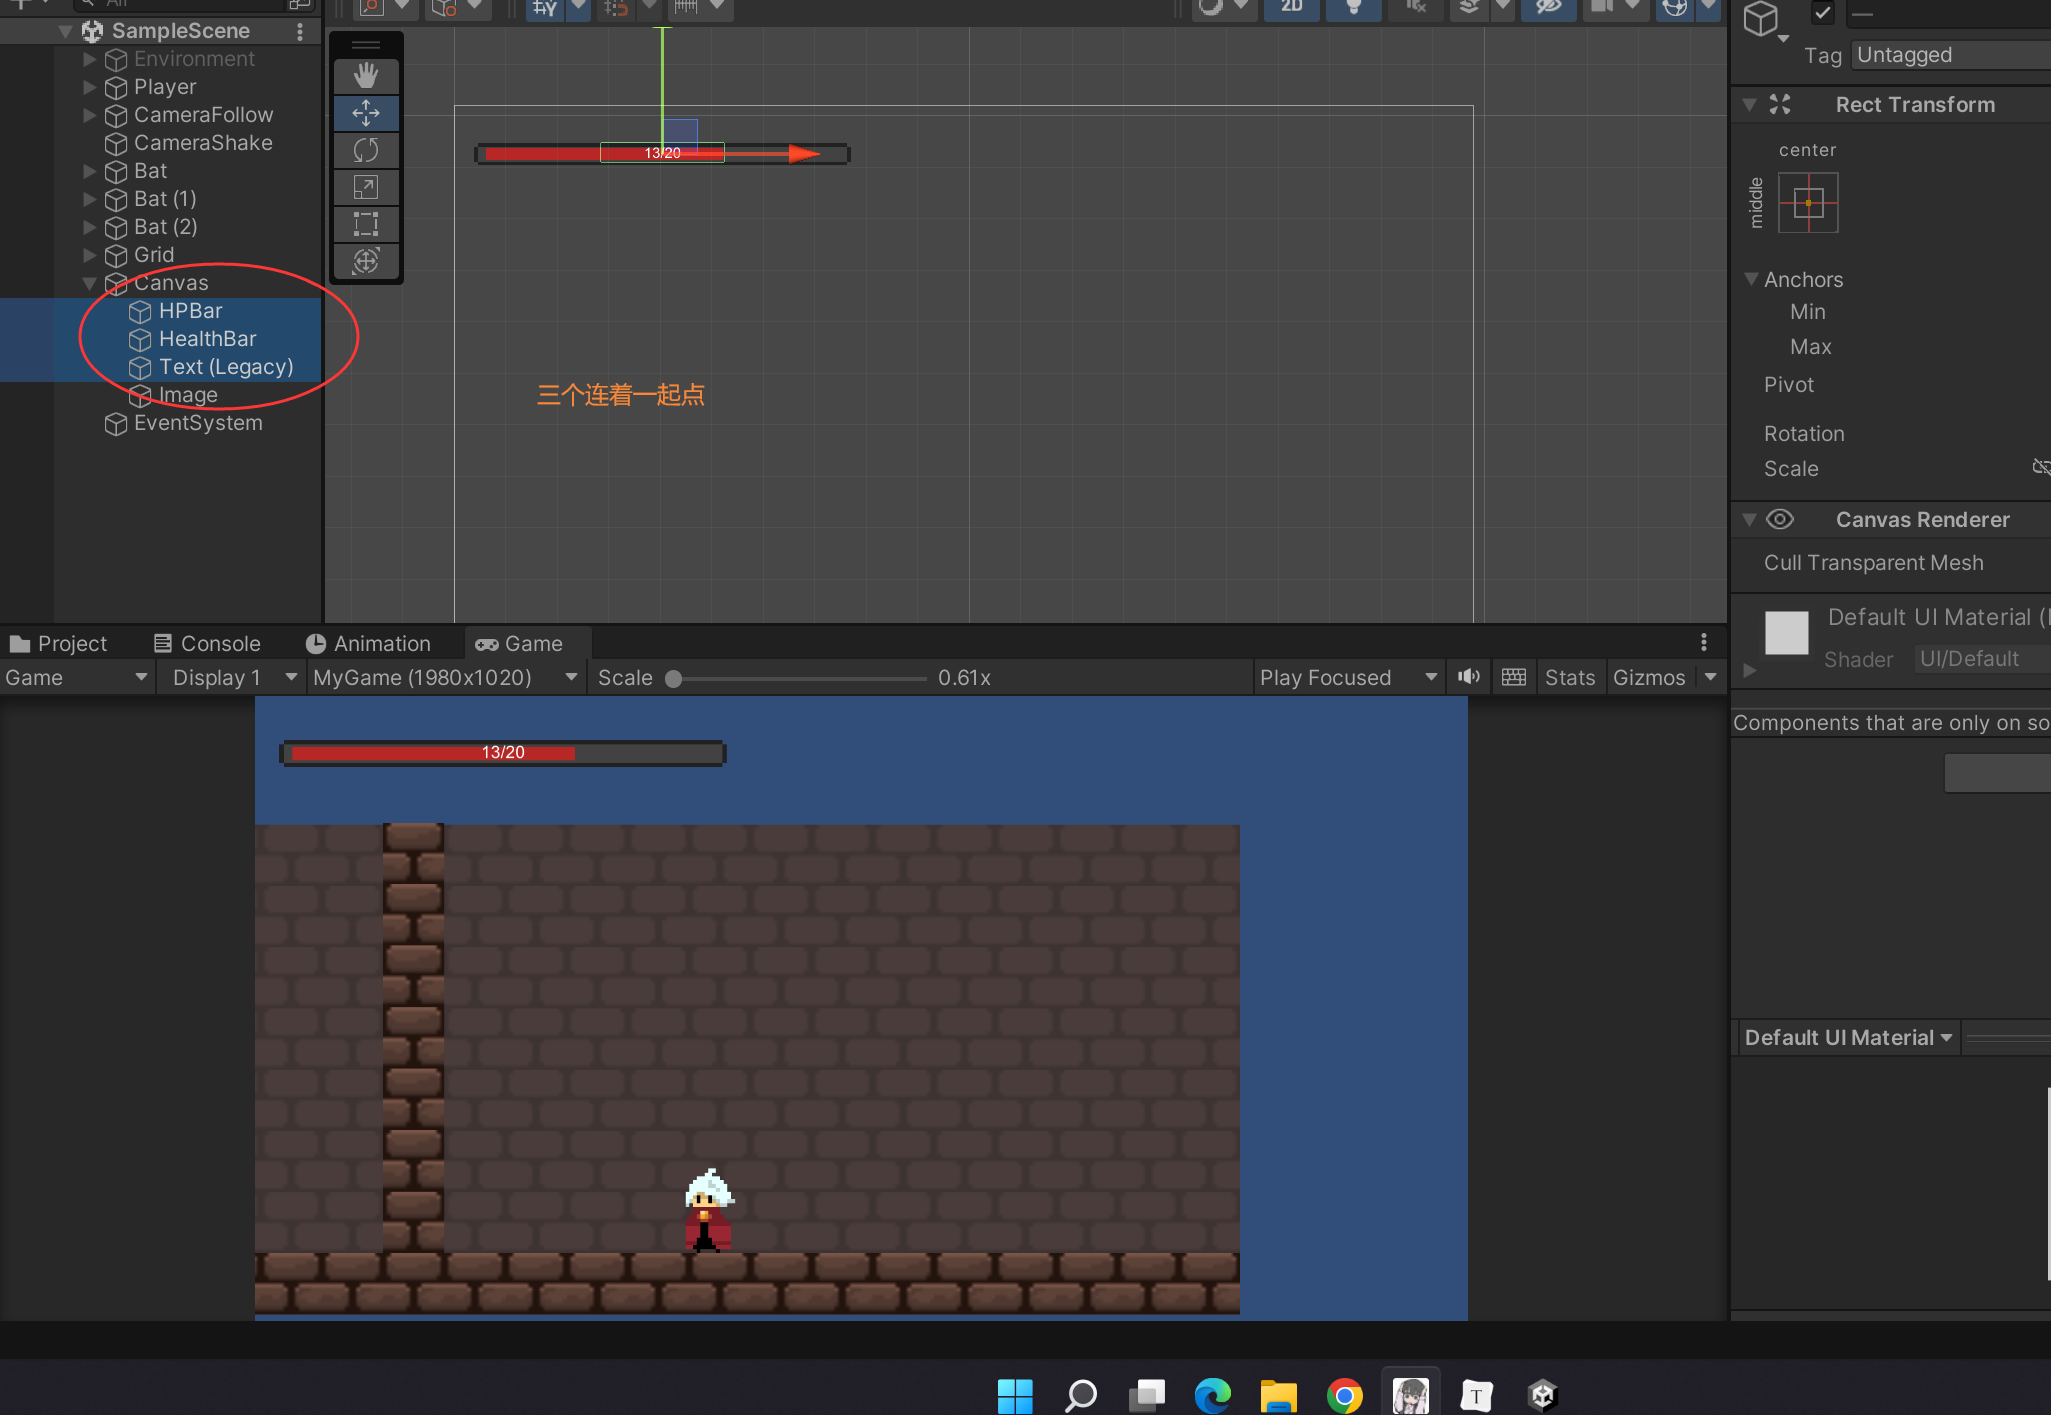 All
2D
SampleScene
Environment
Player
CameraFollow
CameraShake
Bat
Bat (1)
Bat (2)
Grid
Canvas
HPBar
HealthBar
Text (Legacy)
Image
EventSystem
13/20
三个连着一起点
Tag Untagged
Rect Transform
center
middle
Anchors
Min
Max
Pivot
Rotation
Scale
Canvas Renderer
Cull Transparent Mesh
Default UI Material (
Shader UI/Default
Components that are only on so
Default UI Material
Project Console Animation Game
Game Display 1 MyGame (1980x1020) Scale 0.61x Play Focused Stats Gizmos
13/20
T